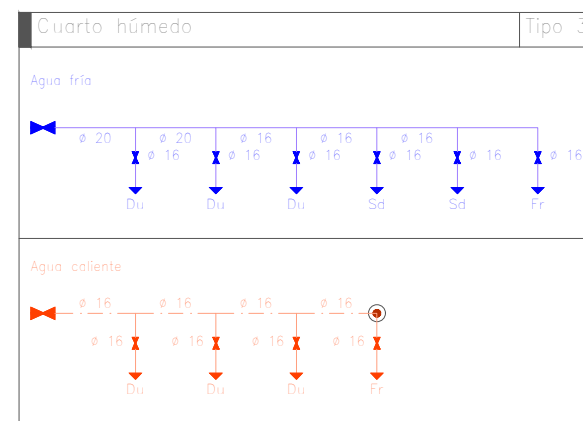 Cuarto húmedo Tipo 3
Agua fría
ø 20 ø 20 ø 16 ø 16 ø 16
ø 16 ø 16 ø 16 ø 16 ø 16 ø 16
Du Du Du Sd Sd Fr
Agua caliente
ø 16 ø 16 ø 16 ø 16
ø 16 ø 16 ø 16 ø 16
Du Du Du Fr